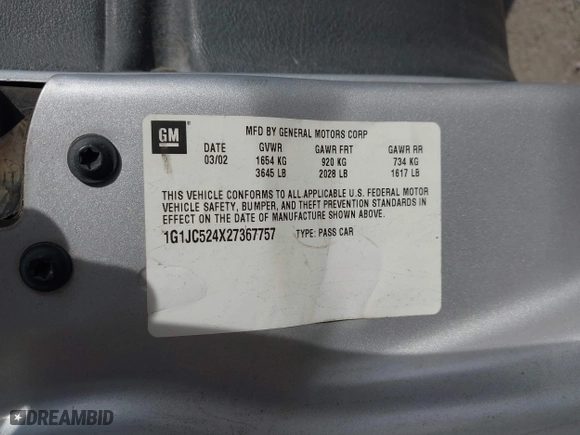 GM
MFD BY GENERAL MOTORS CORP
DATE GVWR GAWR FRT GAWR RR
03/02 1654 KG 920 KG 734 KG
3645 LB 2028 LB 1617 LB
THIS VEHICLE CONFORMS TO ALL APPLICABLE U.S. FEDERAL MOTOR
VEHICLE SAFETY, BUMPER, AND THEFT PREVENTION STANDARDS IN
EFFECT ON THE DATE OF MANUFACTURE SHOWN ABOVE.
1G1JC524X27367757 TYPE: PASS CAR
DREAMBID